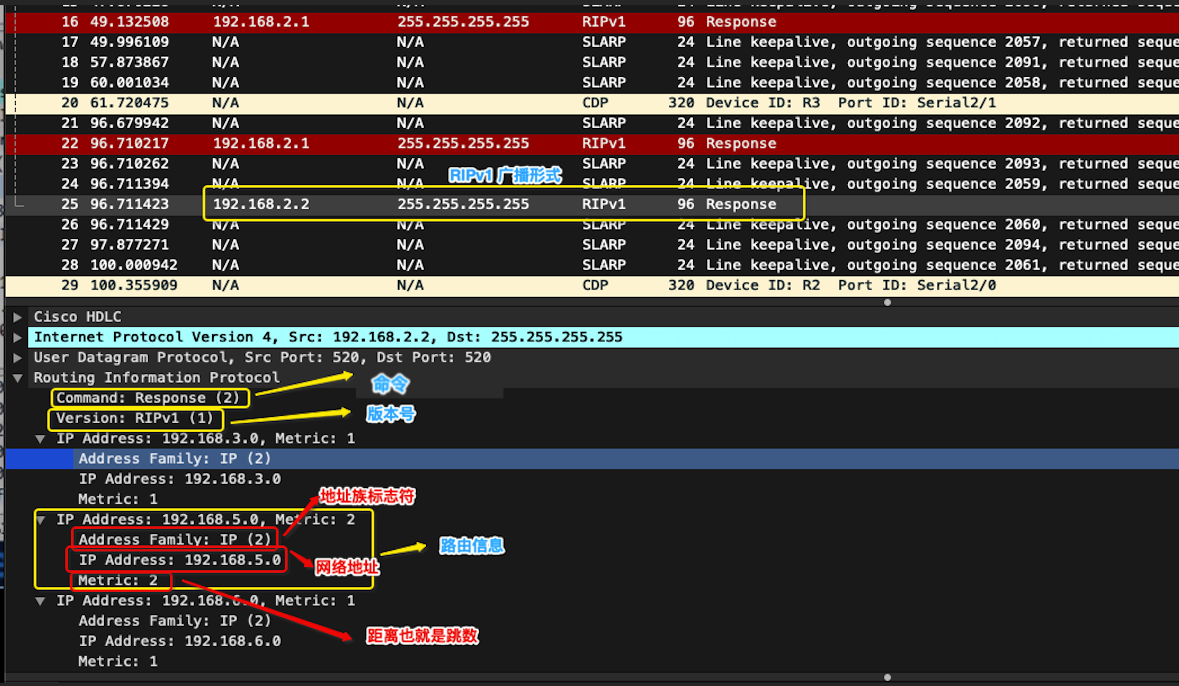 16 49.132508 192.168.2.1 255.255.255.255 RIPv1 96 Response
17 49.996109 N/A N/A SLARP 24 Line keepalive, outgoing sequence 2057, returned seque
18 57.873867 N/A N/A SLARP 24 Line keepalive, outgoing sequence 2091, returned seque
19 60.001034 N/A N/A SLARP 24 Line keepalive, outgoing sequence 2058, returned seque
20 61.720475 N/A N/A CDP 320 Device ID: R3 Port ID: Serial2/1
21 96.679942 N/A N/A SLARP 24 Line keepalive, outgoing sequence 2092, returned seque
22 96.710217 192.168.2.1 255.255.255.255 RIPv1 96 Response
23 96.710262 N/A N/A SLARP 24 Line keepalive, outgoing sequence 2093, returned seque
RIPv1 广播形式
24 96.711394 N/A N/A SLARP 24 Line keepalive, outgoing sequence 2059, returned seque
25 96.711423 192.168.2.2 255.255.255.255 RIPv1 96 Response
26 96.711429 N/A N/A SLARP 24 Line keepalive, outgoing sequence 2060, returned seque
27 97.877271 N/A N/A SLARP 24 Line keepalive, outgoing sequence 2094, returned seque
28 100.000942 N/A N/A SLARP 24 Line keepalive, outgoing sequence 2061, returned seque
29 100.355909 N/A N/A CDP 320 Device ID: R2 Port ID: Serial2/0
Cisco HDLC
Internet Protocol Version 4, Src: 192.168.2.2, Dst: 255.255.255.255
User Datagram Protocol, Src Port: 520, Dst Port: 520
Routing Information Protocol
命令
Command: Response (2)
版本号
Version: RIPv1 (1)
IP Address: 192.168.3.0, Metric: 1
Address Family: IP (2)
IP Address: 192.168.3.0
Metric: 1
地址族标志符
IP Address: 192.168.5.0, Metric: 2
Address Family: IP (2)
路由信息
IP Address: 192.168.5.0
网络地址
Metric: 2
IP Address: 192.168.6.0, Metric: 1
Address Family: IP (2)
距离也就是跳数
IP Address: 192.168.6.0
Metric: 1